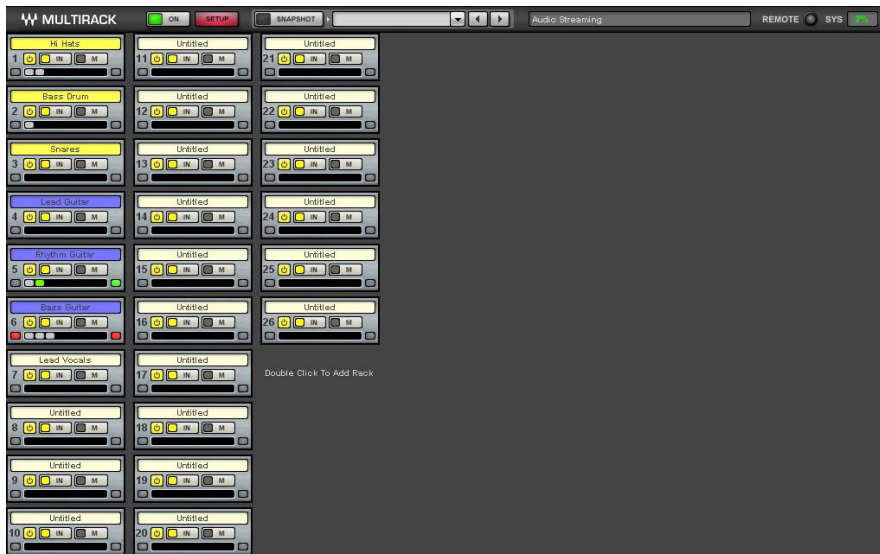 MULTIRACK ON SETUP SNAPSHOT Audio Streaming REMOTE SYS 2%
Hi Hats Untitled Untitled
1 IN M 11 IN M 21 IN M
Bass Drum Untitled Untitled
2 IN M 12 IN M 22 IN M
Snares Untitled Untitled
3 IN M 13 IN M 23 IN M
Lead Guitar Untitled Untitled
4 IN M 14 IN M 24 IN M
Rhythm Guitar Untitled Untitled
5 IN M 15 IN M 25 IN M
Bass Guitar Untitled Untitled
6 IN M 16 IN M 26 IN M
Lead Vocals Untitled
7 IN M 17 IN M Double Click To Add Rack
Untitled Untitled
8 IN M 18 IN M
Untitled Untitled
9 IN M 19 IN M
Untitled Untitled
10 IN M 20 IN M